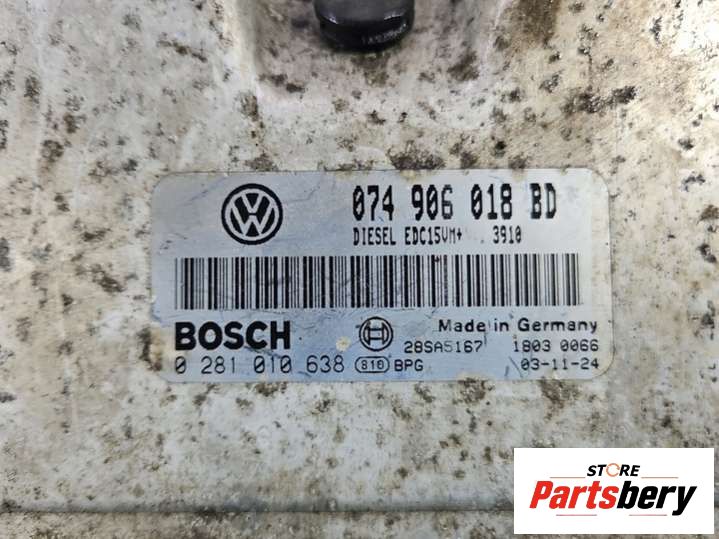 074 906 018 BD
DIESEL EDC15VM+ 3910
BOSCH
Made in Germany
28SA5167 1803 0066
0 281 010 638 BPG 03-11-24
STORE
Partsbery